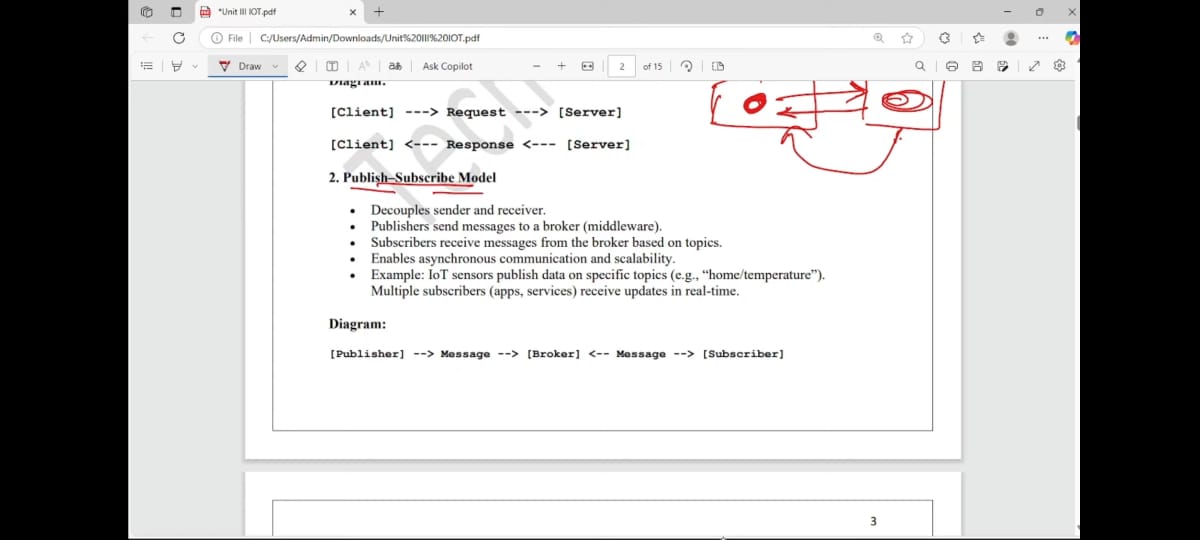 *Unit III IOT.pdf
File C:/Users/Admin/Downloads/Unit%20III%20IOT.pdf
Draw Ask Copilot 2 of 15
Diagram:
[Client] ---> Request ---> [Server]
[Client] <--- Response <--- [Server]
2. Publish–Subscribe Model
• Decouples sender and receiver.
• Publishers send messages to a broker (middleware).
• Subscribers receive messages from the broker based on topics.
• Enables asynchronous communication and scalability.
• Example: IoT sensors publish data on specific topics (e.g., “home/temperature”).
Multiple subscribers (apps, services) receive updates in real-time.
Diagram:
[Publisher] --> Message --> [Broker] <-- Message --> [Subscriber]
3